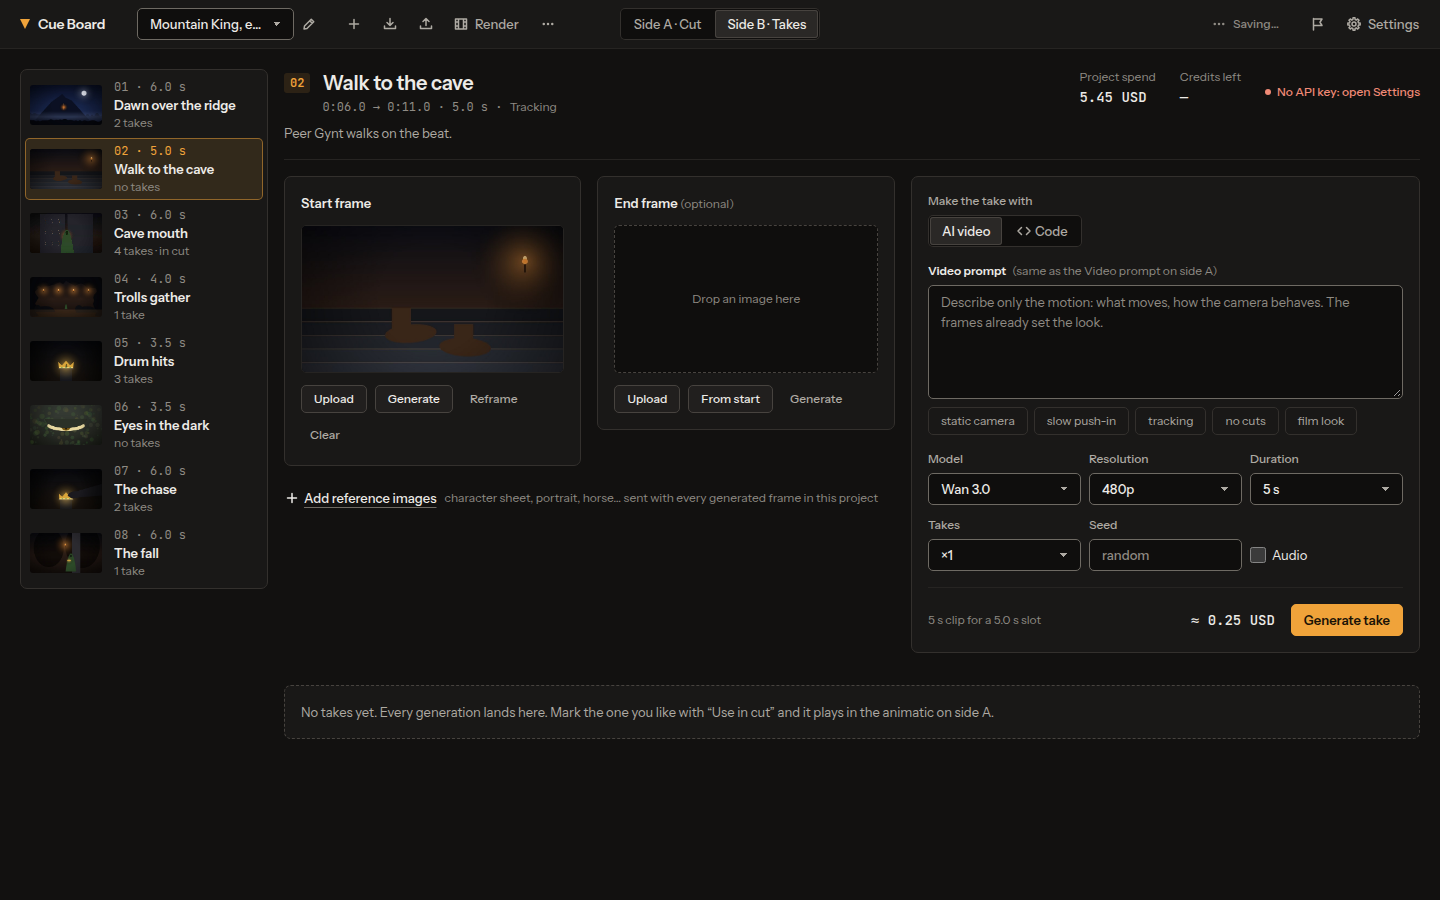 Cue Board
Mountain King, e...
Render
Side A · Cut
Side B · Takes
Saving...
Settings
01 · 6.0 s
Dawn over the ridge
2 takes
02 · 5.0 s
Walk to the cave
no takes
03 · 6.0 s
Cave mouth
4 takes · in cut
04 · 4.0 s
Trolls gather
1 take
05 · 3.5 s
Drum hits
3 takes
06 · 3.5 s
Eyes in the dark
no takes
07 · 6.0 s
The chase
2 takes
08 · 6.0 s
The fall
1 take
02
Walk to the cave
0:06.0 → 0:11.0 · 5.0 s · Tracking
Peer Gynt walks on the beat.
Project spend
5.45 USD
Credits left
—
No API key: open Settings
Start frame
Upload
Generate
Reframe
Clear
End frame (optional)
Drop an image here
Upload
From start
Generate
Add reference images character sheet, portrait, horse... sent with every generated frame in this project
Make the take with
AI video
Code
Video prompt (same as the Video prompt on side A)
Describe only the motion: what moves, how the camera behaves. The
frames already set the look.
static camera
slow push-in
tracking
no cuts
film look
Model
Resolution
Duration
Wan 3.0
480p
5 s
Takes
Seed
×1
random
Audio
5 s clip for a 5.0 s slot
≈ 0.25 USD
Generate take
No takes yet. Every generation lands here. Mark the one you like with “Use in cut” and it plays in the animatic on side A.